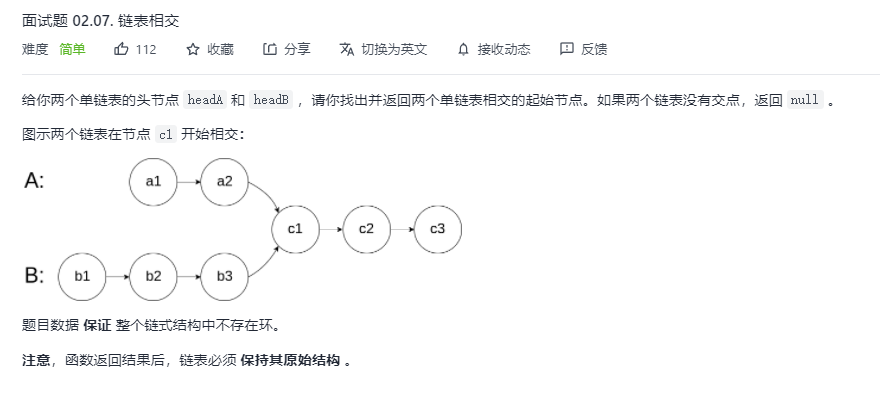 面试题 02.07. 链表相交
难度 简单 112 收藏 分享 切换为英文 接收动态 反馈
给你两个单链表的头节点 headA 和 headB ，请你找出并返回两个单链表相交的起始节点。如果两个链表没有交点，返回 null 。
图示两个链表在节点 c1 开始相交：
A: a1 a2
c1 c2 c3
B: b1 b2 b3
题目数据 保证 整个链式结构中不存在环。
注意，函数返回结果后，链表必须 保持其原始结构 。